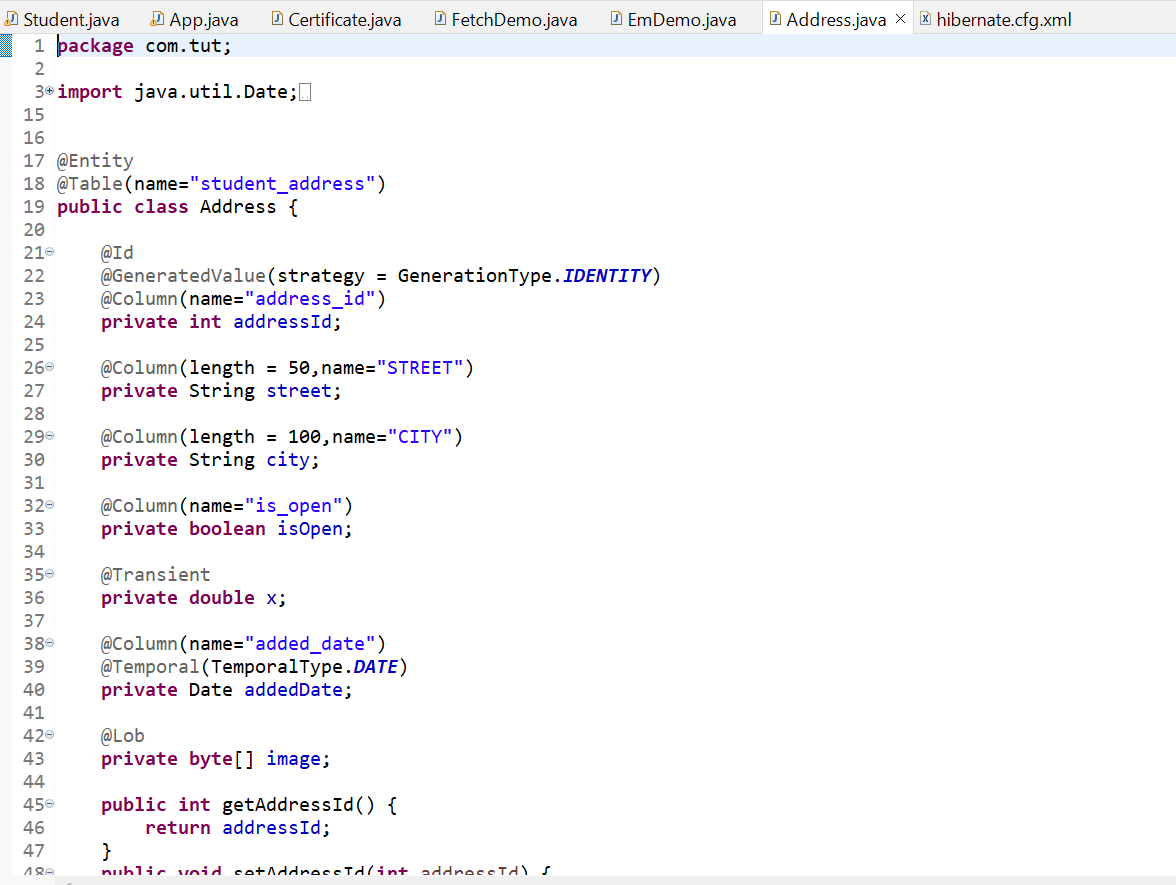 Student.java App.java Certificate.java FetchDemo.java EmDemo.java Address.java hibernate.cfg.xml
1 package com.tut;
2
3 import java.util.Date;
15
16
17 @Entity
18 @Table(name="student_address")
19 public class Address {
20
21 @Id
22 @GeneratedValue(strategy = GenerationType.IDENTITY)
23 @Column(name="address_id")
24 private int addressId;
25
26 @Column(length = 50,name="STREET")
27 private String street;
28
29 @Column(length = 100,name="CITY")
30 private String city;
31
32 @Column(name="is_open")
33 private boolean isOpen;
34
35 @Transient
36 private double x;
37
38 @Column(name="added_date")
39 @Temporal(TemporalType.DATE)
40 private Date addedDate;
41
42 @Lob
43 private byte[] image;
44
45 public int getAddressId() {
46 return addressId;
47 }
48 public void setAddressId(int addressId) {